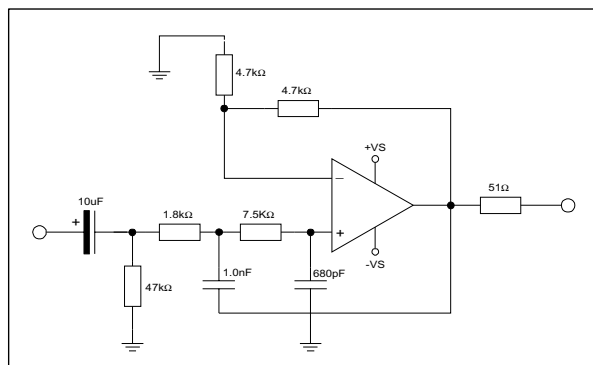 4.7kΩ
4.7kΩ
+VS
51Ω
10uF
+
1.8kΩ
7.5KΩ
−
+
-VS
47kΩ
1.0nF
680pF